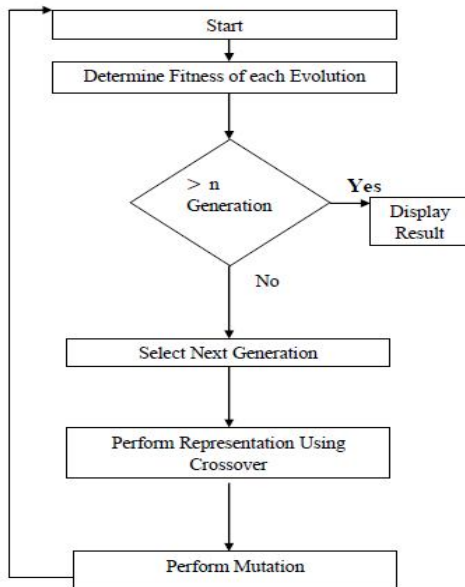 Start
Determine Fitness of each Evolution
> n
Generation
Yes
Display
Result
No
Select Next Generation
Perform Representation Using
Crossover
Perform Mutation